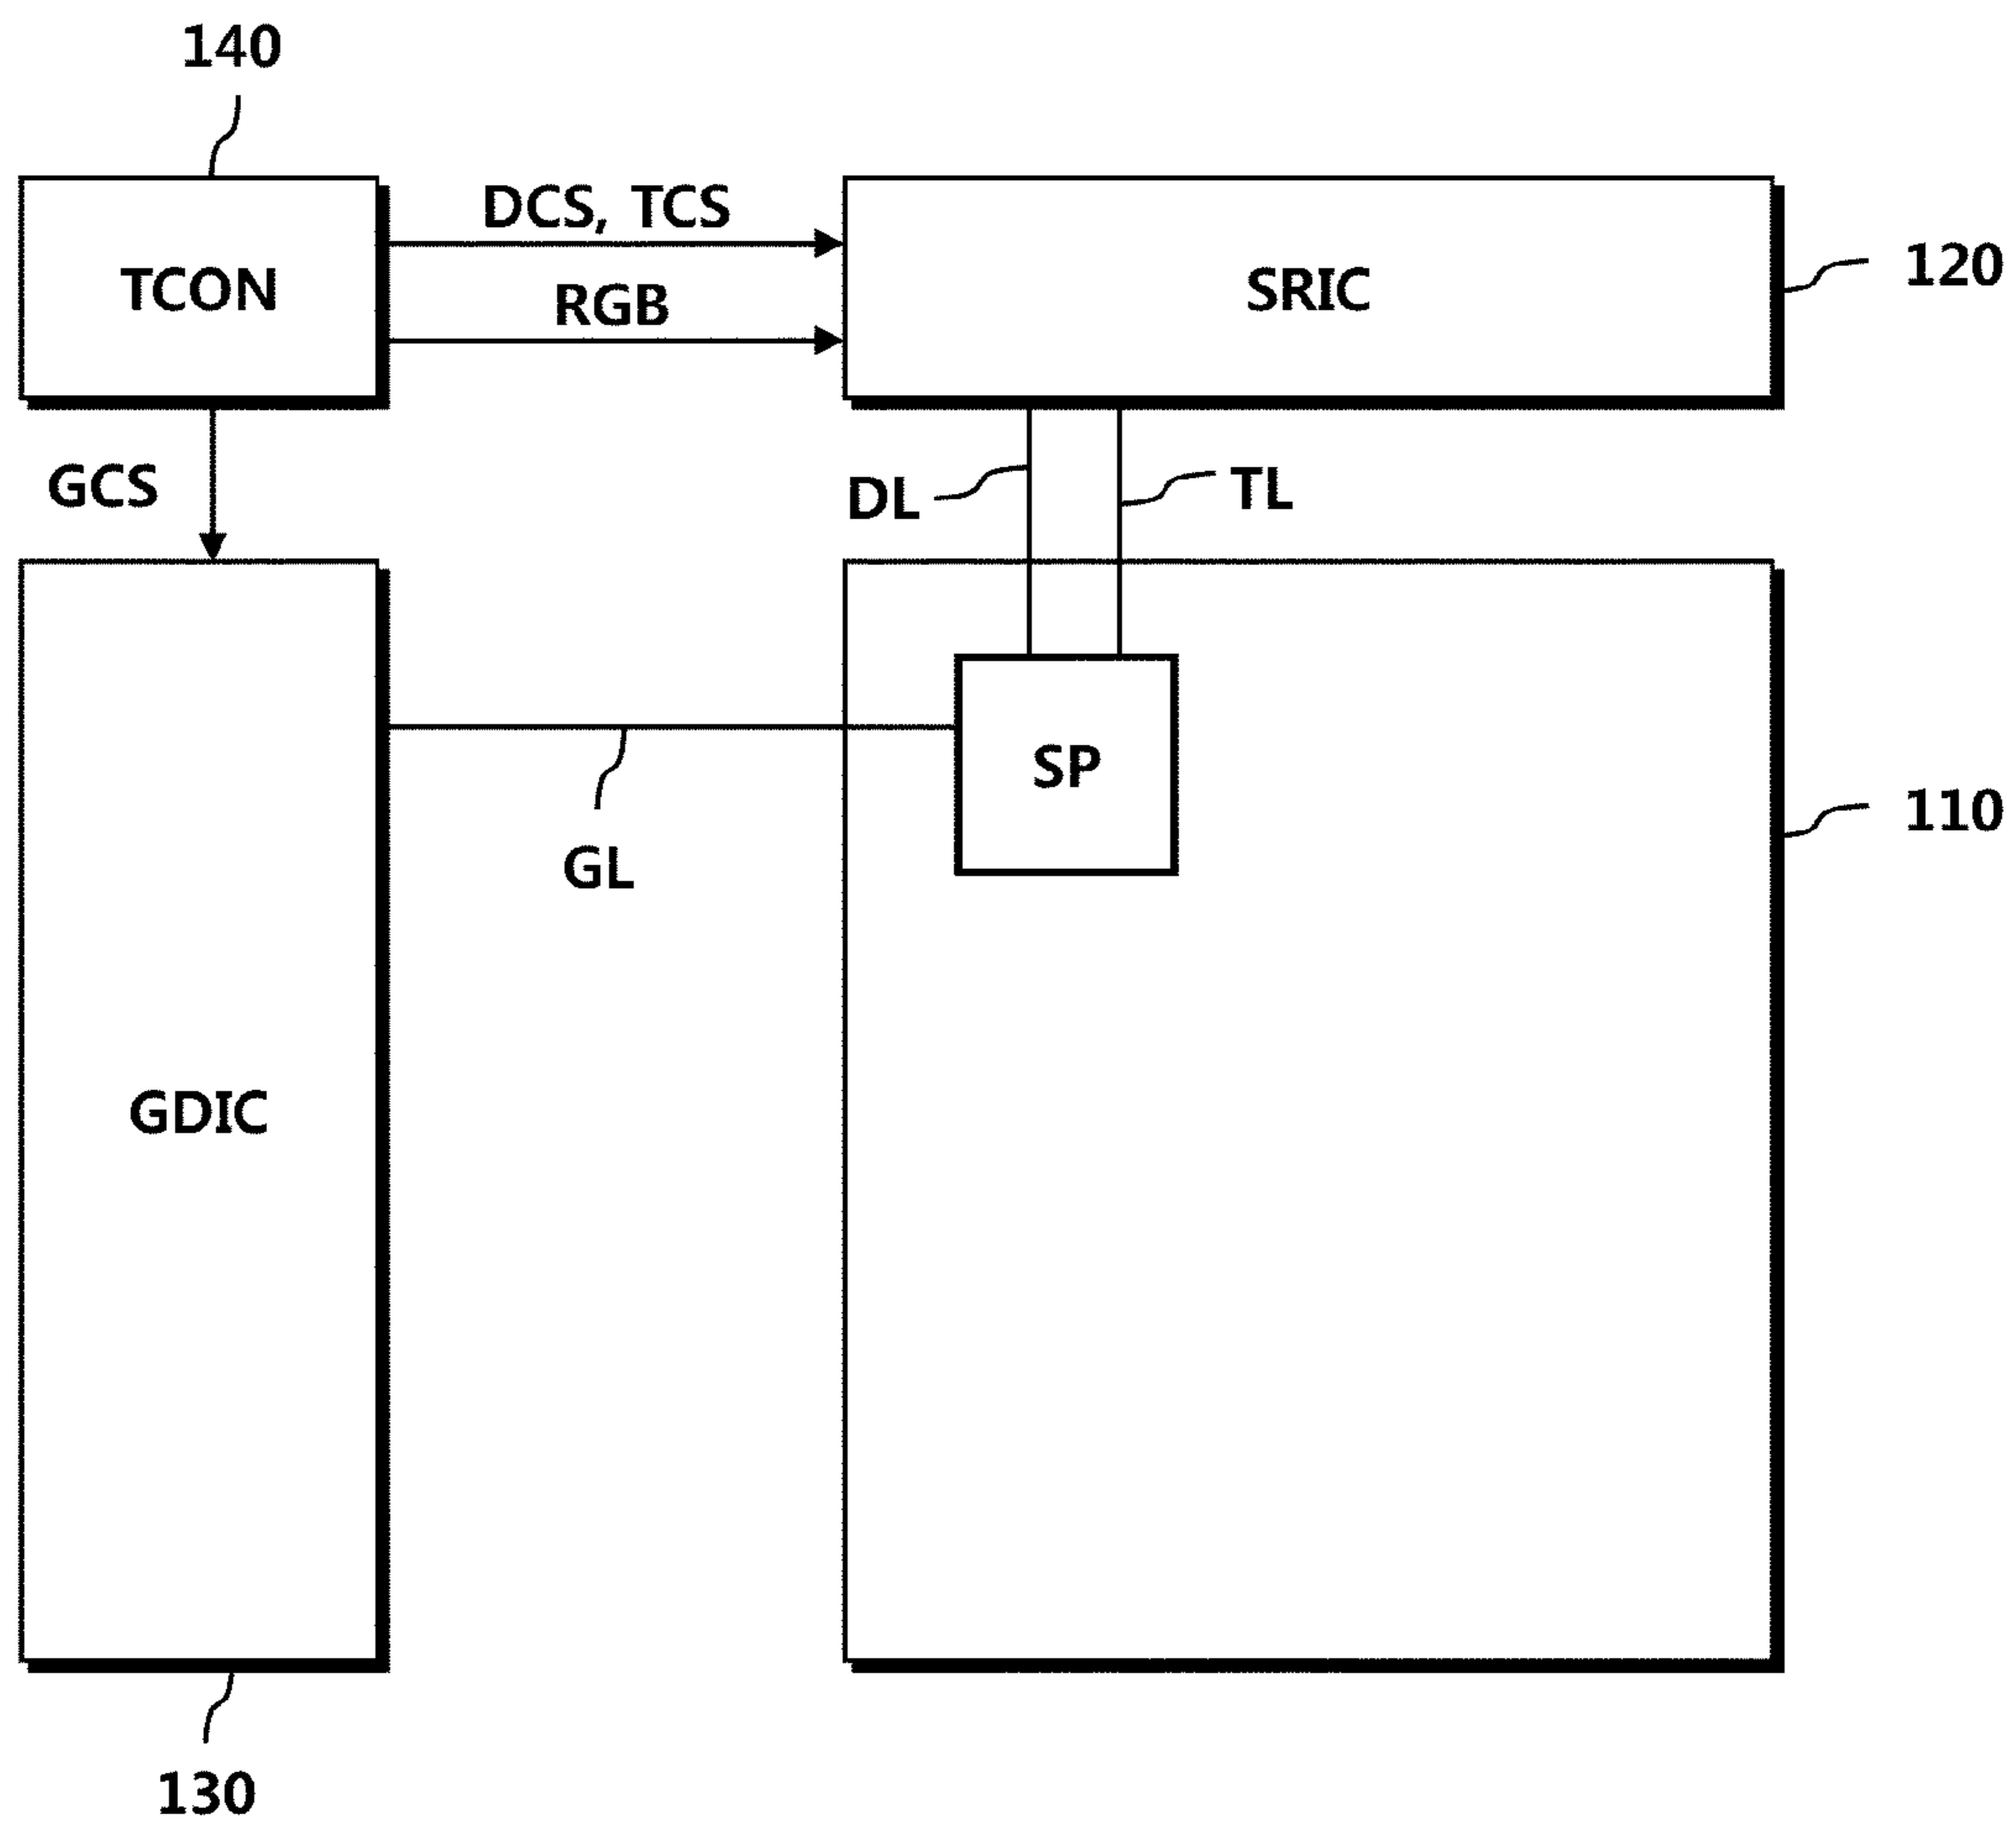 140
DCS, TCS
TCON
RGB
SRIC
120
GCS
DL
TL
SP
GL
110
GDIC
130